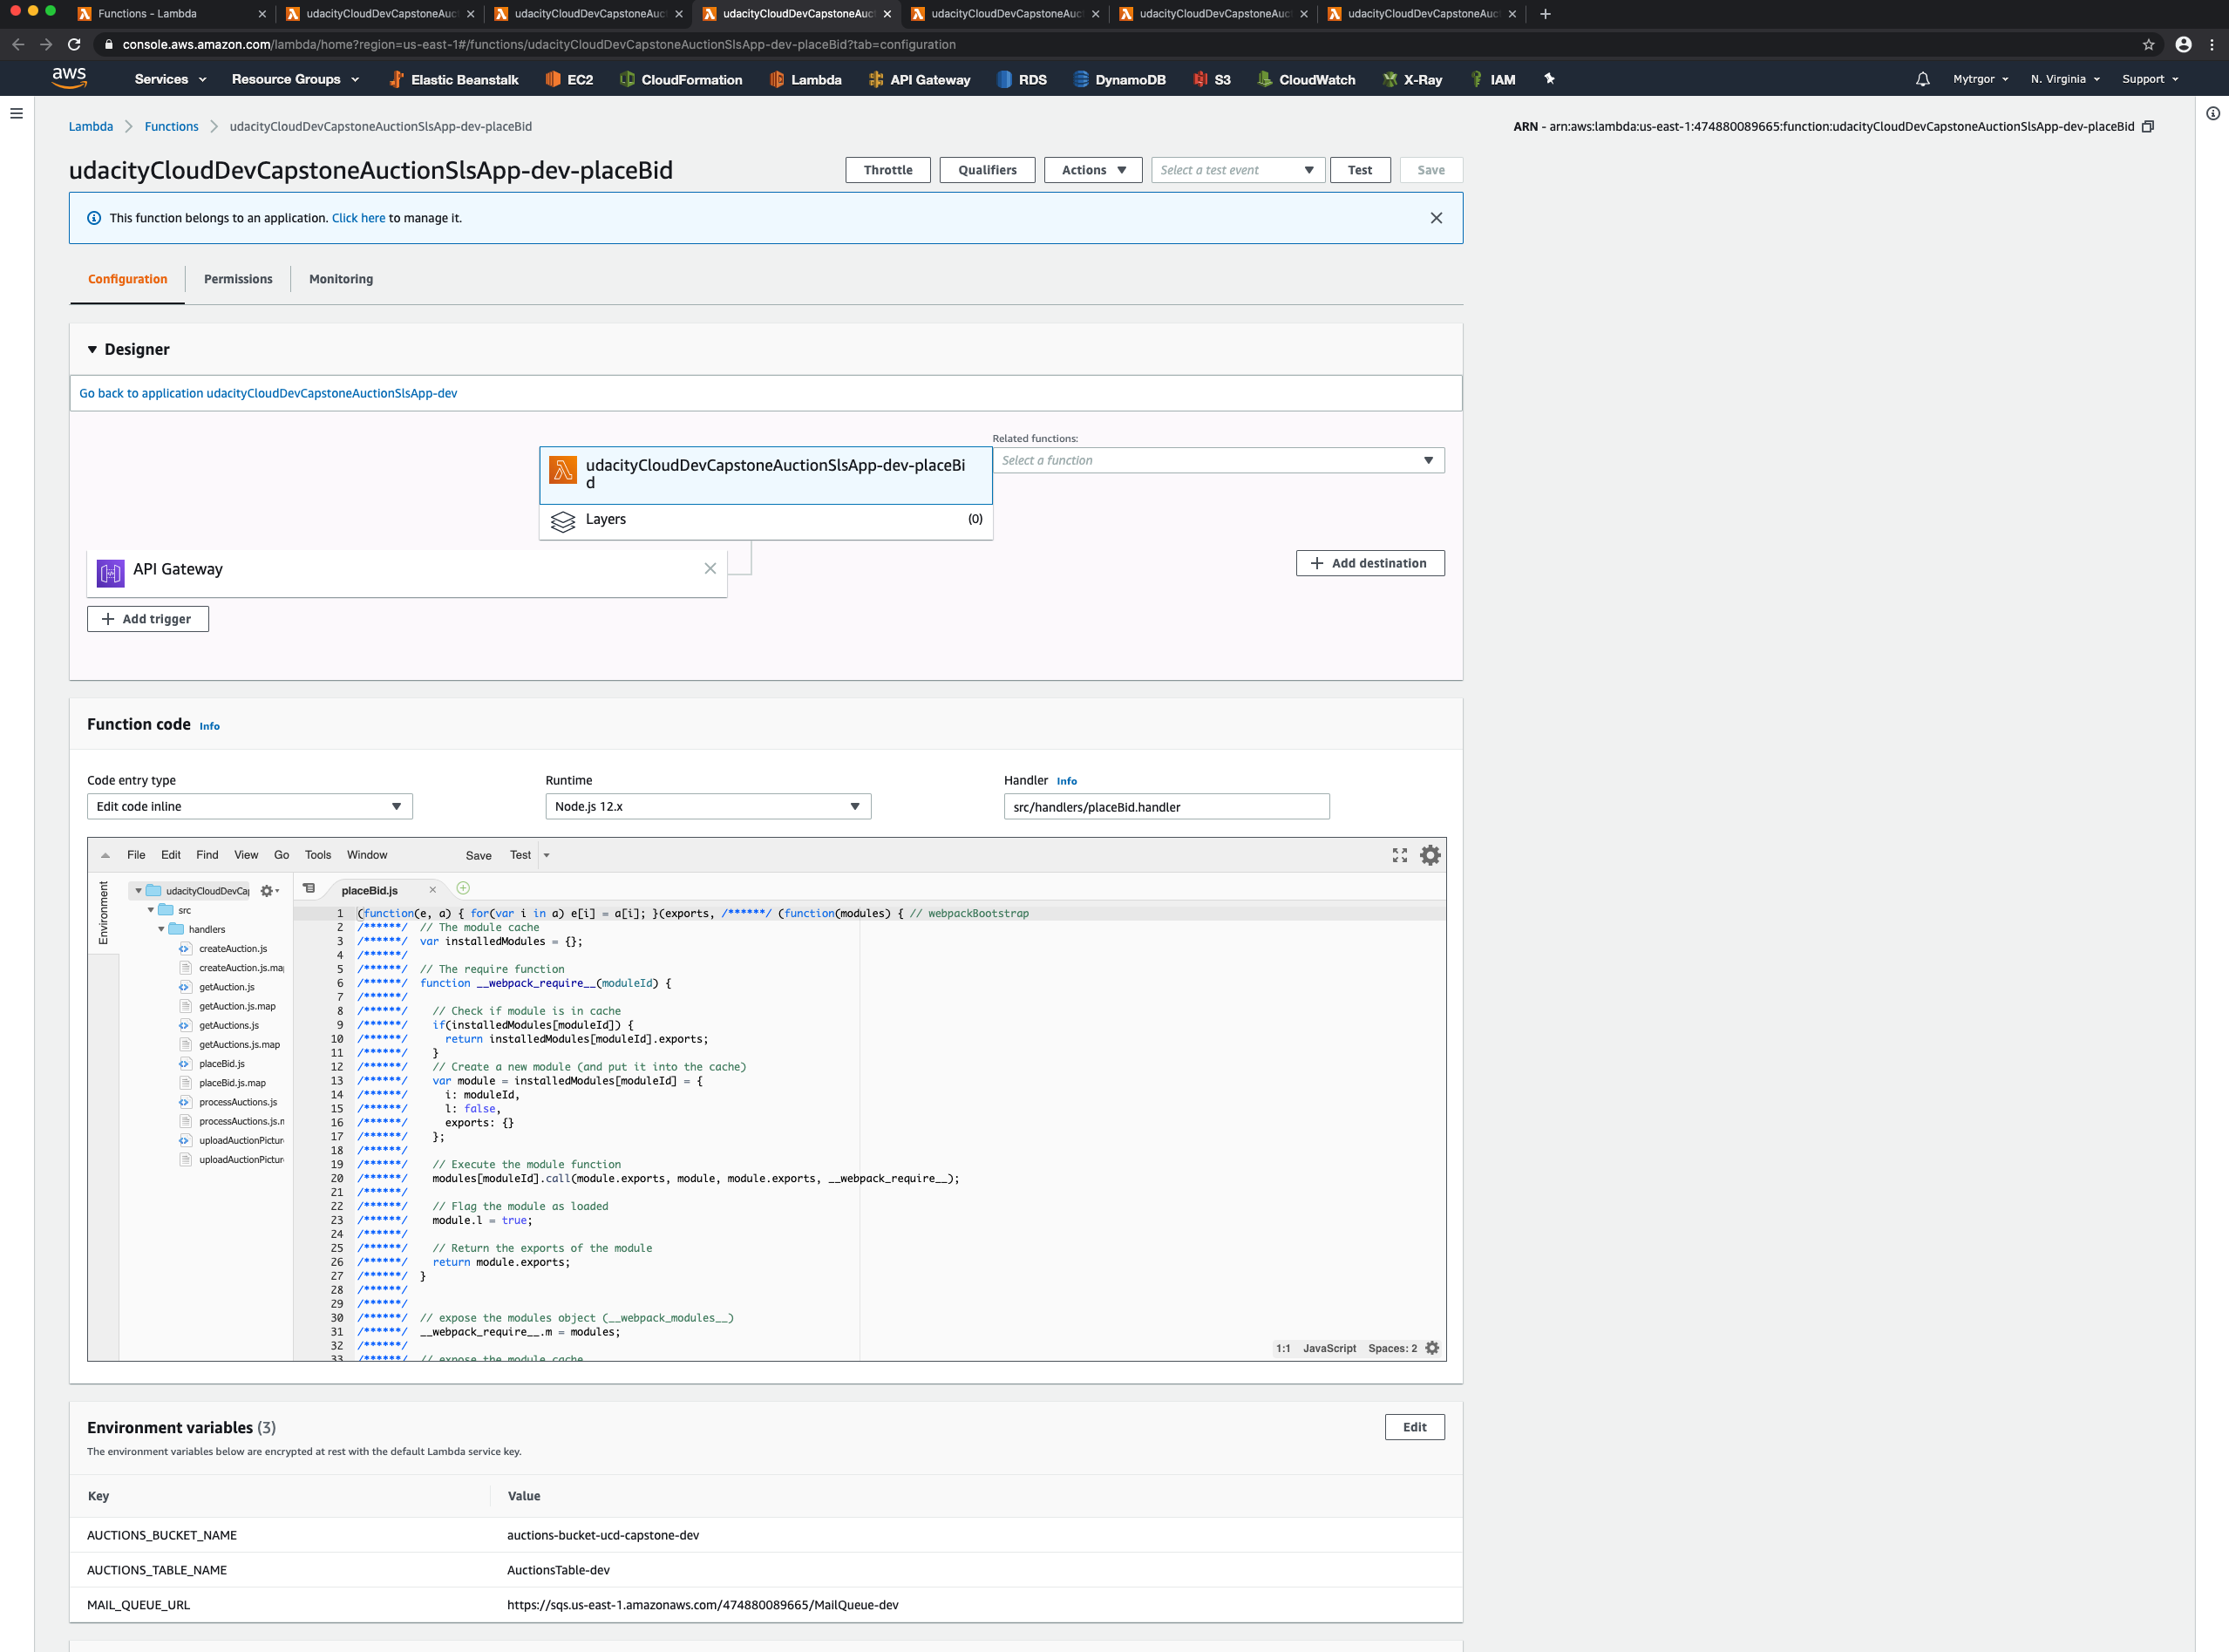 Functions - Lambda
udacityCloudDevCapstoneAuct
udacityCloudDevCapstoneAuct
udacityCloudDevCapstoneAuct
udacityCloudDevCapstoneAuct
udacityCloudDevCapstoneAuct
udacityCloudDevCapstoneAuct
console.aws.amazon.com/lambda/home?region=us-east-1#/functions/udacityCloudDevCapstoneAuctionSlsApp-dev-placeBid?tab=configuration
aws Services Resource Groups Elastic Beanstalk EC2 CloudFormation Lambda API Gateway RDS DynamoDB S3 CloudWatch X-Ray IAM Mytrgor N. Virginia Support
Lambda Functions udacityCloudDevCapstoneAuctionSlsApp-dev-placeBid
ARN - arn:aws:lambda:us-east-1:474880089665:function:udacityCloudDevCapstoneAuctionSlsApp-dev-placeBid
udacityCloudDevCapstoneAuctionSlsApp-dev-placeBid
Throttle Qualifiers Actions Select a test event Test Save
This function belongs to an application. Click here to manage it.
Configuration Permissions Monitoring
Designer
Go back to application udacityCloudDevCapstoneAuctionSlsApp-dev
Related functions:
Select a function
udacityCloudDevCapstoneAuctionSlsApp-dev-placeBi
d
Layers (0)
API Gateway
Add destination
Add trigger
Function code Info
Code entry type
Edit code inline
Runtime
Node.js 12.x
Handler Info
src/handlers/placeBid.handler
File Edit Find View Go Tools Window Save Test
Environment
udacityCloudDevCap
src
handlers
createAuction.js
createAuction.js.map
getAuction.js
getAuction.js.map
getAuctions.js
getAuctions.js.map
placeBid.js
placeBid.js.map
processAuctions.js
processAuctions.js.m
uploadAuctionPictur
uploadAuctionPictur
placeBid.js
1 (function(e, a) { for(var i in a) e[i] = a[i]; }(exports, /******/ (function(modules) { // webpackBootstrap
2 /******/ // The module cache
3 /******/ var installedModules = {};
4 /******/
5 /******/ // The require function
6 /******/ function __webpack_require__(moduleId) {
7 /******/
8 /******/ // Check if module is in cache
9 /******/ if(installedModules[moduleId]) {
10 /******/ return installedModules[moduleId].exports;
11 /******/ }
12 /******/ // Create a new module (and put it into the cache)
13 /******/ var module = installedModules[moduleId] = {
14 /******/ i: moduleId,
15 /******/ l: false,
16 /******/ exports: {}
17 /******/ };
18 /******/
19 /******/ // Execute the module function
20 /******/ modules[moduleId].call(module.exports, module, module.exports, __webpack_require__);
21 /******/
22 /******/ // Flag the module as loaded
23 /******/ module.l = true;
24 /******/
25 /******/ // Return the exports of the module
26 /******/ return module.exports;
27 /******/ }
28 /******/
29 /******/
30 /******/ // expose the modules object (__webpack_modules__)
31 /******/ __webpack_require__.m = modules;
32 /******/
33 /******/ // expose the module cache
1:1 JavaScript Spaces: 2
Environment variables (3)
Edit
The environment variables below are encrypted at rest with the default Lambda service key.
Key Value
AUCTIONS_BUCKET_NAME auctions-bucket-ucd-capstone-dev
AUCTIONS_TABLE_NAME AuctionsTable-dev
MAIL_QUEUE_URL https://sqs.us-east-1.amazonaws.com/474880089665/MailQueue-dev